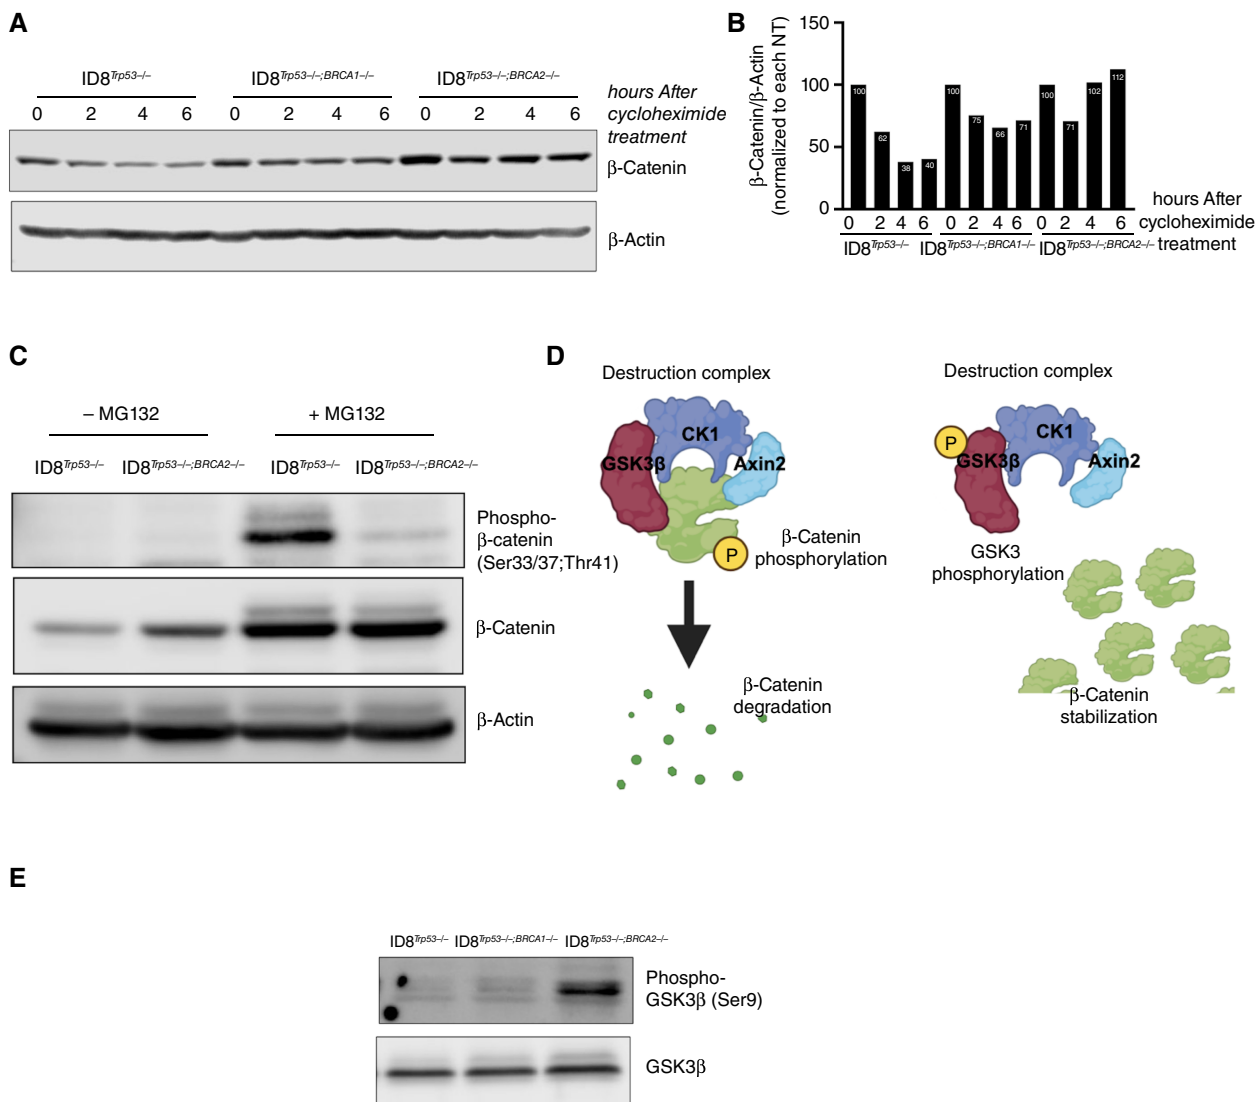 A
ID8Trp53–/–
ID8Trp53–/–;BRCA1–/–
ID8Trp53–/–;BRCA2–/–
0 2 4 6 0 2 4 6 0 2 4 6
hours After
cycloheximide
treatment
β-Catenin
β-Actin
B
β-Catenin/β-Actin
(normalized to each NT)
150
100
50
0
100 62 38 40 100 75 66 71 100 71 102 112
0 2 4 6 0 2 4 6 0 2 4 6
ID8Trp53–/–
ID8Trp53–/–;BRCA1–/–
ID8Trp53–/–;BRCA2–/–
hours After
cycloheximide
treatment
C
– MG132
+ MG132
ID8Trp53–/–
ID8Trp53–/–;BRCA2–/–
ID8Trp53–/–
ID8Trp53–/–;BRCA2–/–
Phospho-
β-catenin
(Ser33/37;Thr41)
β-Catenin
β-Actin
D
Destruction complex
CK1
GSK3β
Axin2
P
β-Catenin
phosphorylation
β-Catenin
degradation
Destruction complex
P
CK1
GSK3β
Axin2
GSK3
phosphorylation
β-Catenin
stabilization
E
ID8Trp53–/–
ID8Trp53–/–;BRCA1–/–
ID8Trp53–/–;BRCA2–/–
Phospho-
GSK3β (Ser9)
GSK3β